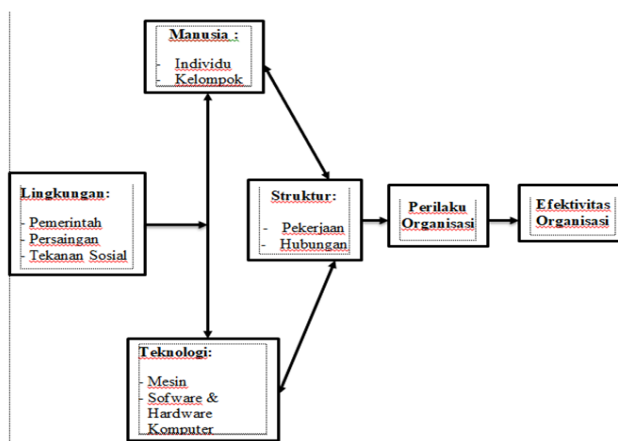 Manusia :
- Individu
- Kelompok
Lingkungan:
- Pemerintah
- Persaingan
- Tekanan Sosial
Struktur:
- Pekerjaan
- Hubungan
Perilaku
Organisasi
Efektivitas
Organisasi
Teknologi:
- Mesin
- Sofware &
Hardware
Komputer